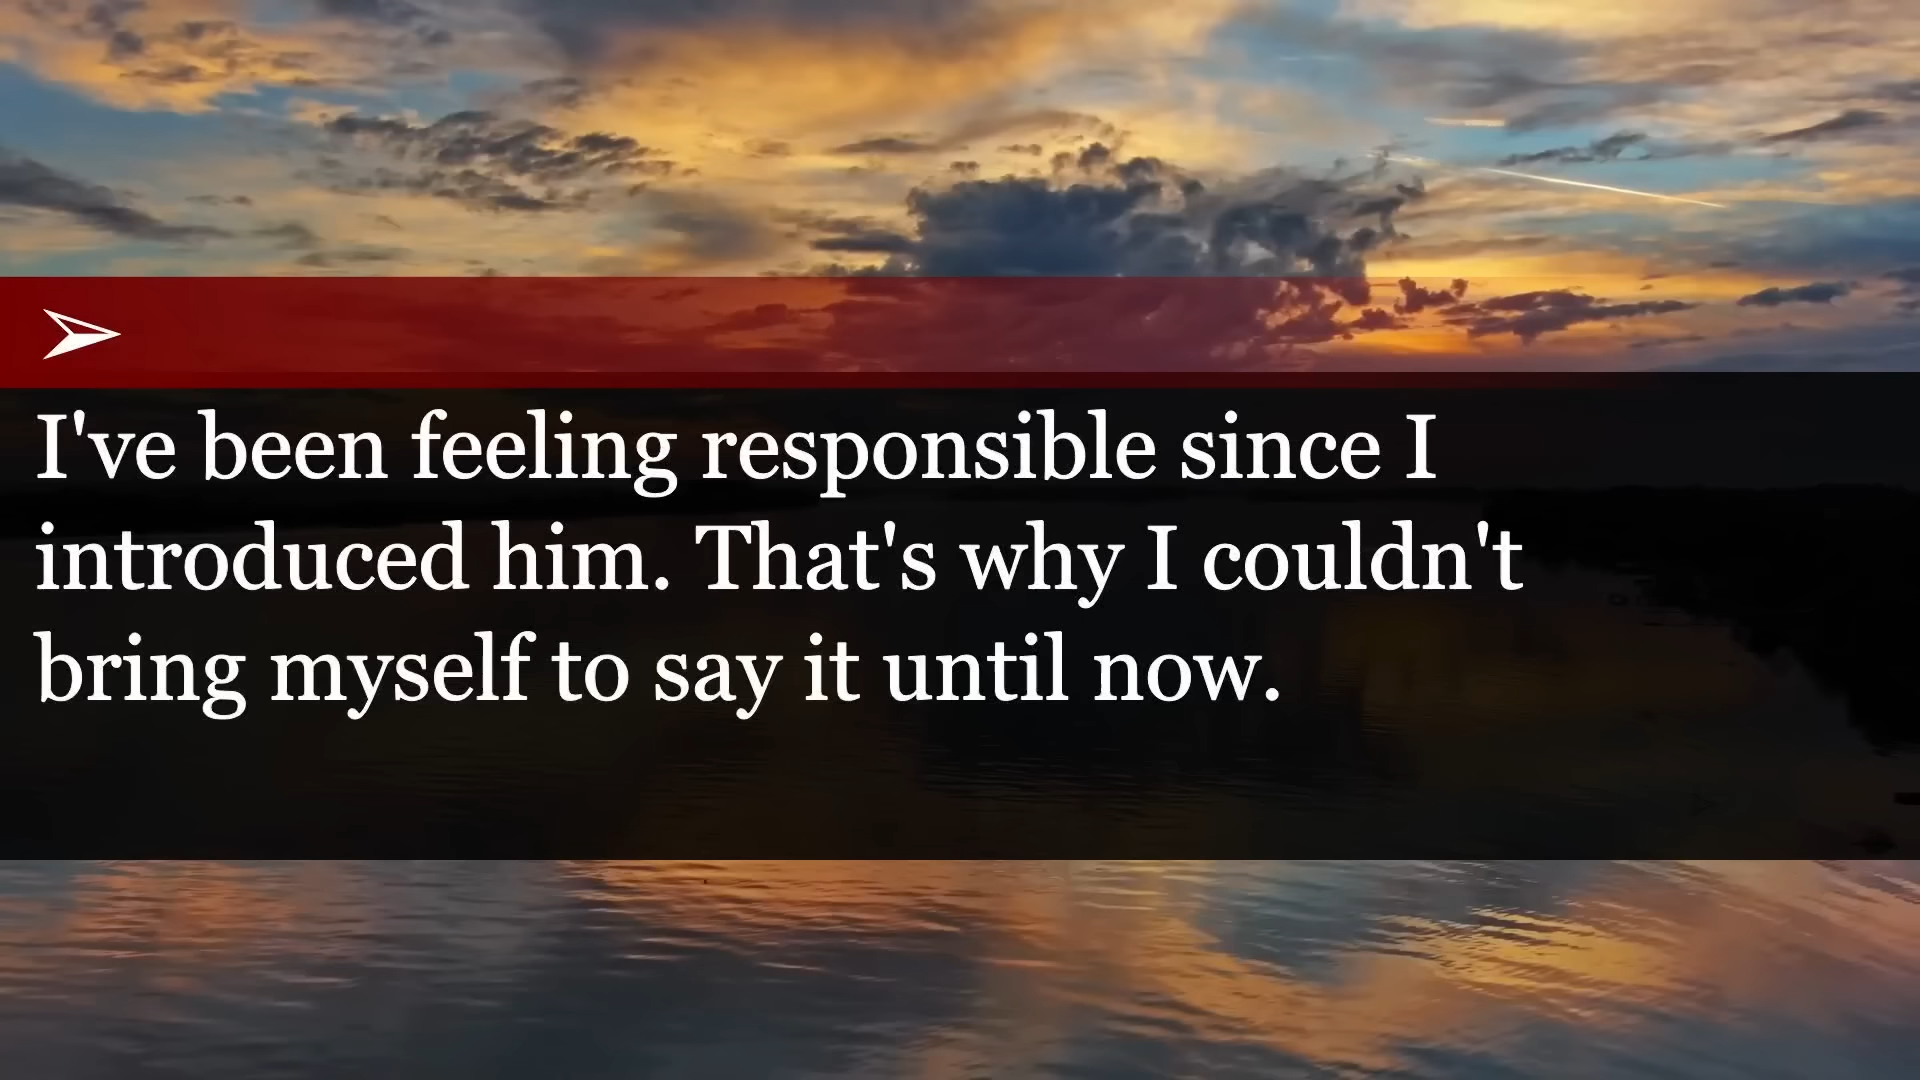 I've been feeling responsible since I
introduced him. That's why I couldn't
bring myself to say it until now.